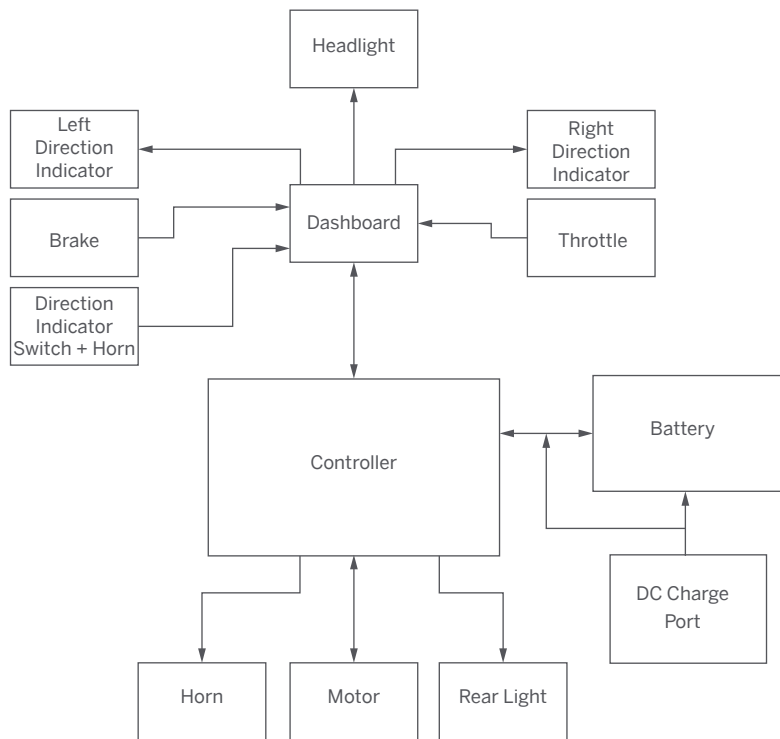 Headlight
Left
Direction
Indicator
Right
Direction
Indicator
Brake
Dashboard
Throttle
Direction
Indicator
Switch + Horn
Controller
Battery
DC Charge
Port
Horn
Motor
Rear Light